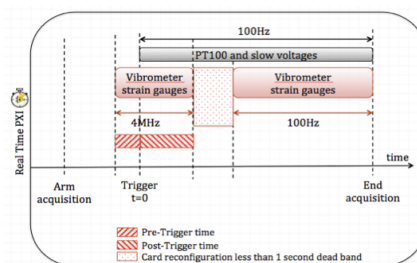 100Hz
PT100 and slow voltages
Vibrometer
strain gauges
Vibrometer
strain gauges
4MHz
100Hz
Real Time PXI
time
Arm
acquisition
Trigger
t=0
End
acquisition
Pre-Trigger time
Post-Trigger time
Card reconfiguration less than 1 second dead band